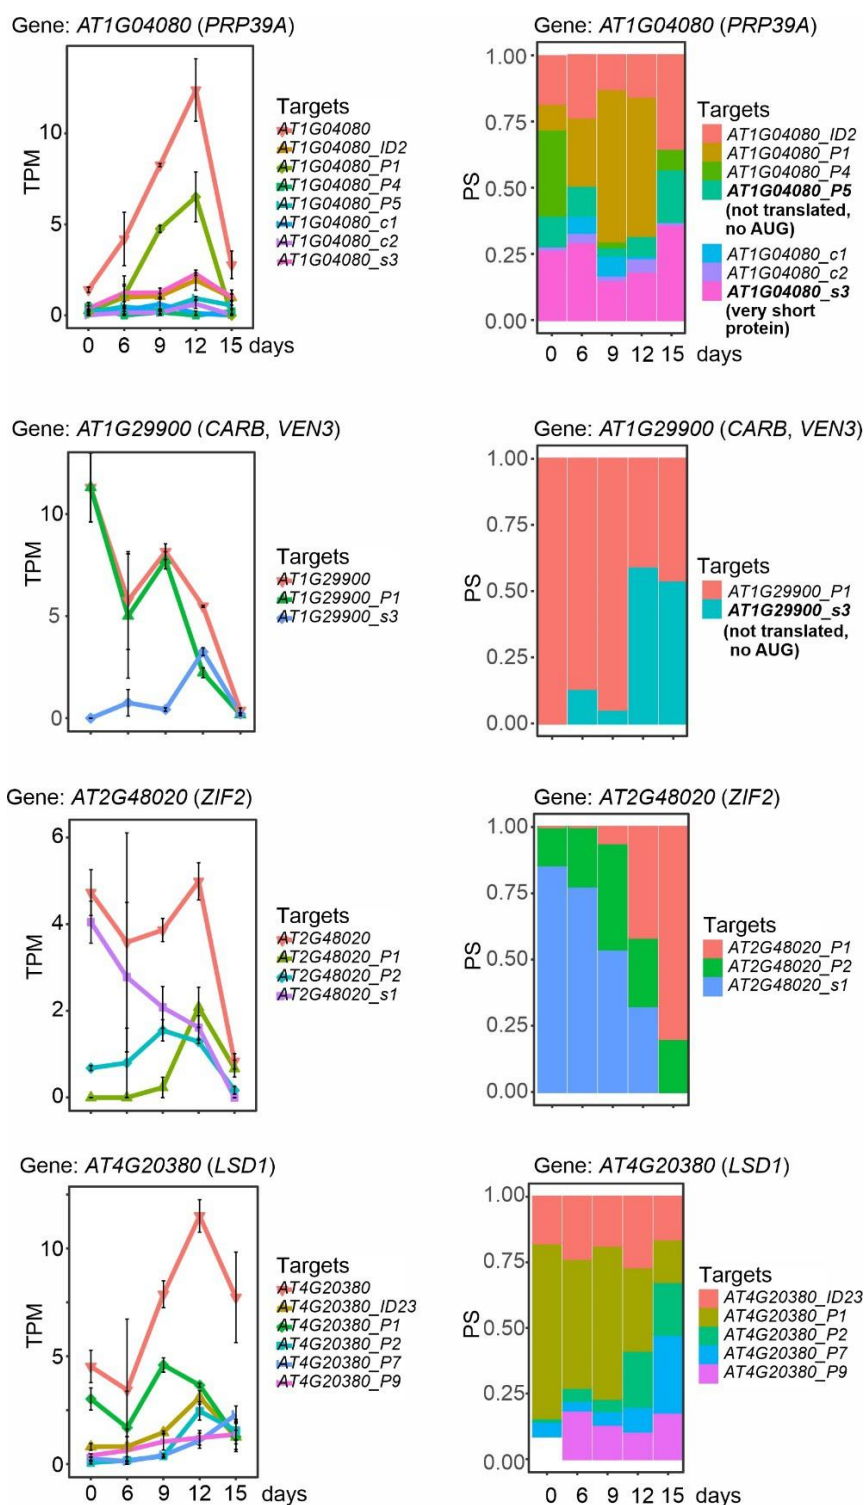 Gene: AT1G04080 (PRP39A)
TPM
10
5
0
0 6 9 12 15 days
Targets
AT1G04080
AT1G04080_ID2
AT1G04080_P1
AT1G04080_P4
AT1G04080_P5
AT1G04080_c1
AT1G04080_c2
AT1G04080_s3
Gene: AT1G04080 (PRP39A)
PS
1.00
0.75
0.50
0.25
0.00
0 6 9 12 15 days
Targets
AT1G04080_ID2
AT1G04080_P1
AT1G04080_P4
AT1G04080_P5
(not translated,
no AUG)
AT1G04080_c1
AT1G04080_c2
AT1G04080_s3
(very short
protein)
Gene: AT1G29900 (CARB, VEN3)
TPM
10
5
0
Targets
AT1G29900
AT1G29900_P1
AT1G29900_s3
Gene: AT1G29900 (CARB, VEN3)
PS
1.00
0.75
0.50
0.25
0.00
Targets
AT1G29900_P1
AT1G29900_s3
(not translated,
no AUG)
Gene: AT2G48020 (ZIF2)
TPM
6
4
2
0
Targets
AT2G48020
AT2G48020_P1
AT2G48020_P2
AT2G48020_s1
Gene: AT2G48020 (ZIF2)
PS
1.00
0.75
0.50
0.25
0.00
Targets
AT2G48020_P1
AT2G48020_P2
AT2G48020_s1
Gene: AT4G20380 (LSD1)
TPM
10
5
0
0 6 9 12 15 days
Targets
AT4G20380
AT4G20380_ID23
AT4G20380_P1
AT4G20380_P2
AT4G20380_P7
AT4G20380_P9
Gene: AT4G20380 (LSD1)
PS
1.00
0.75
0.50
0.25
0.00
0 6 9 12 15 days
Targets
AT4G20380_ID23
AT4G20380_P1
AT4G20380_P2
AT4G20380_P7
AT4G20380_P9